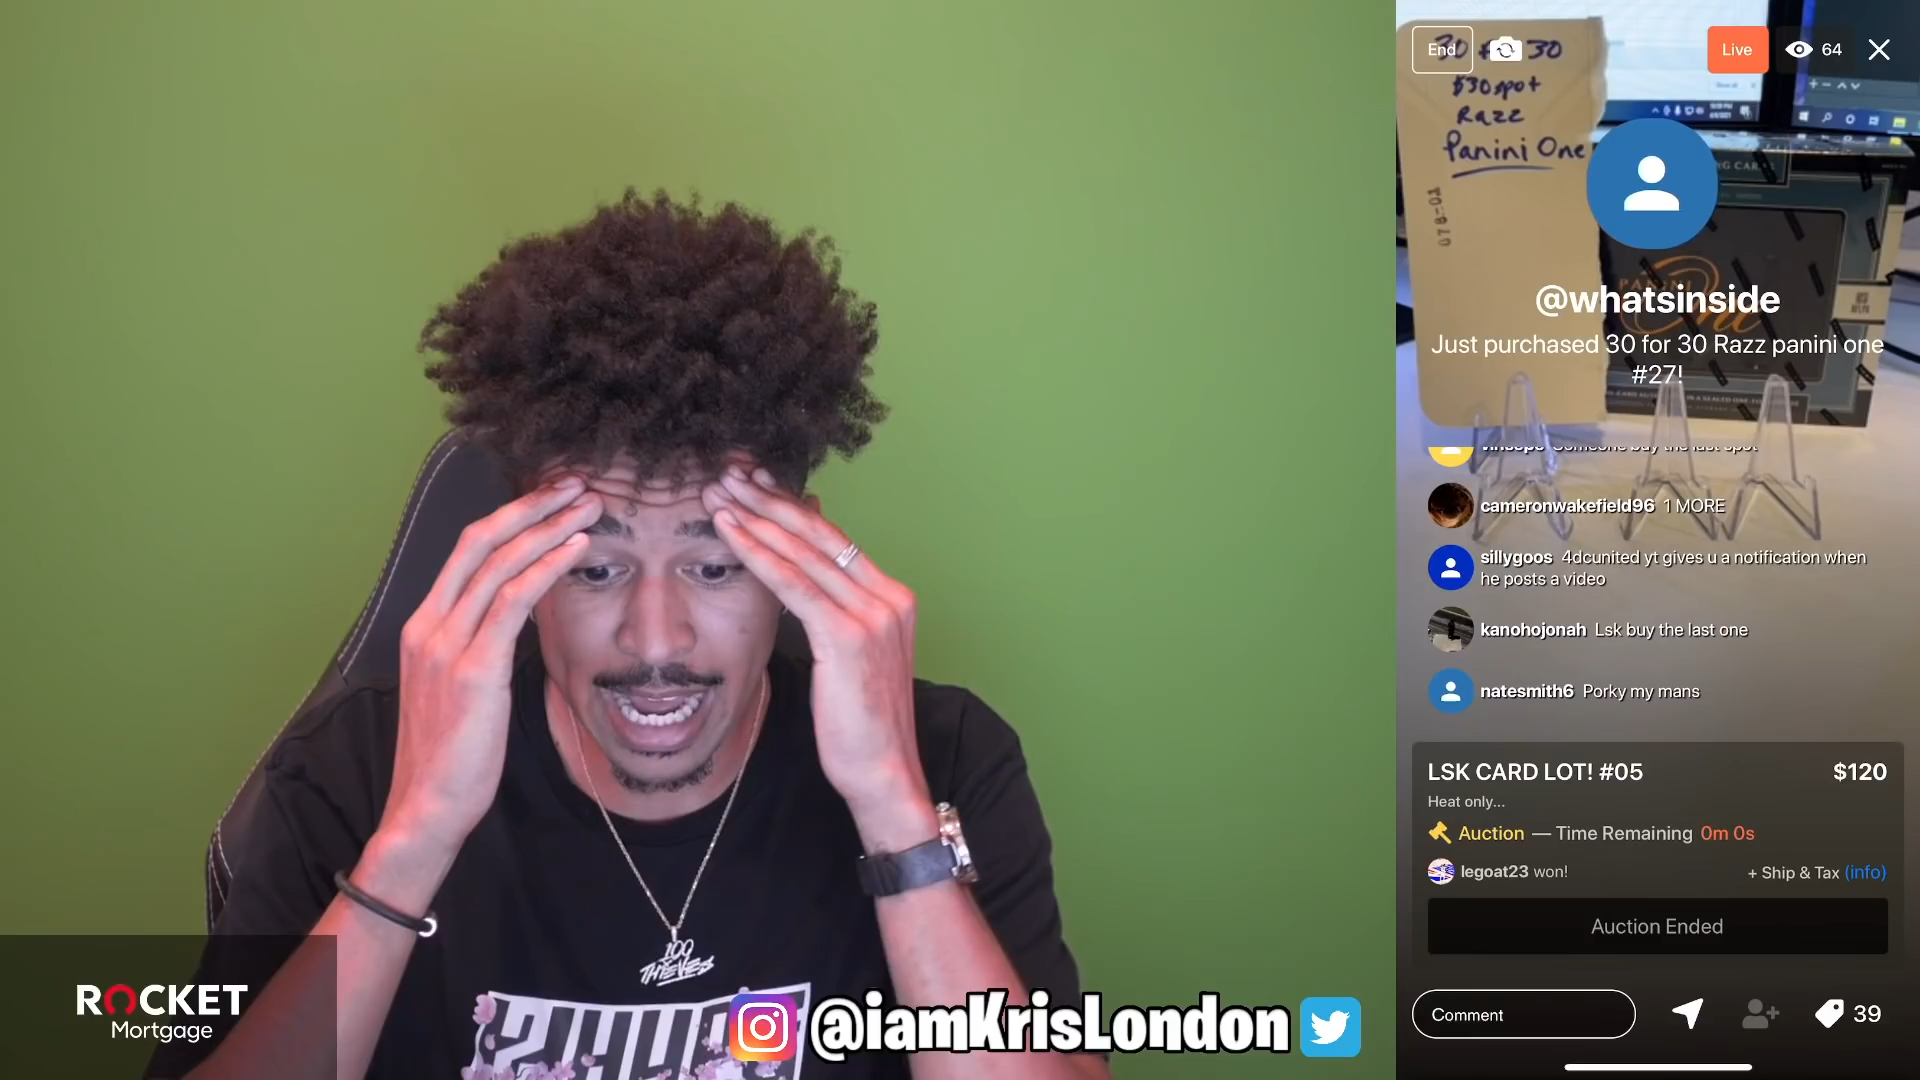 End
Live
64
30 for 30
$30 spot
Razz
Panini One
078-01
@whatsinside
Just purchased 30 for 30 Razz panini one
#27!
cameronwakefield96 1 MORE
sillygoos 4dcunited yt gives u a notification when
he posts a video
kanohojonah Lsk buy the last one
natesmith6 Porky my mans
LSK CARD LOT! #05 $120
Heat only...
Auction — Time Remaining 0m 0s
legoat23 won! + Ship & Tax (info)
Auction Ended
Comment
39
100
THIEVES
ROCKET
Mortgage
@iamKrisLondon